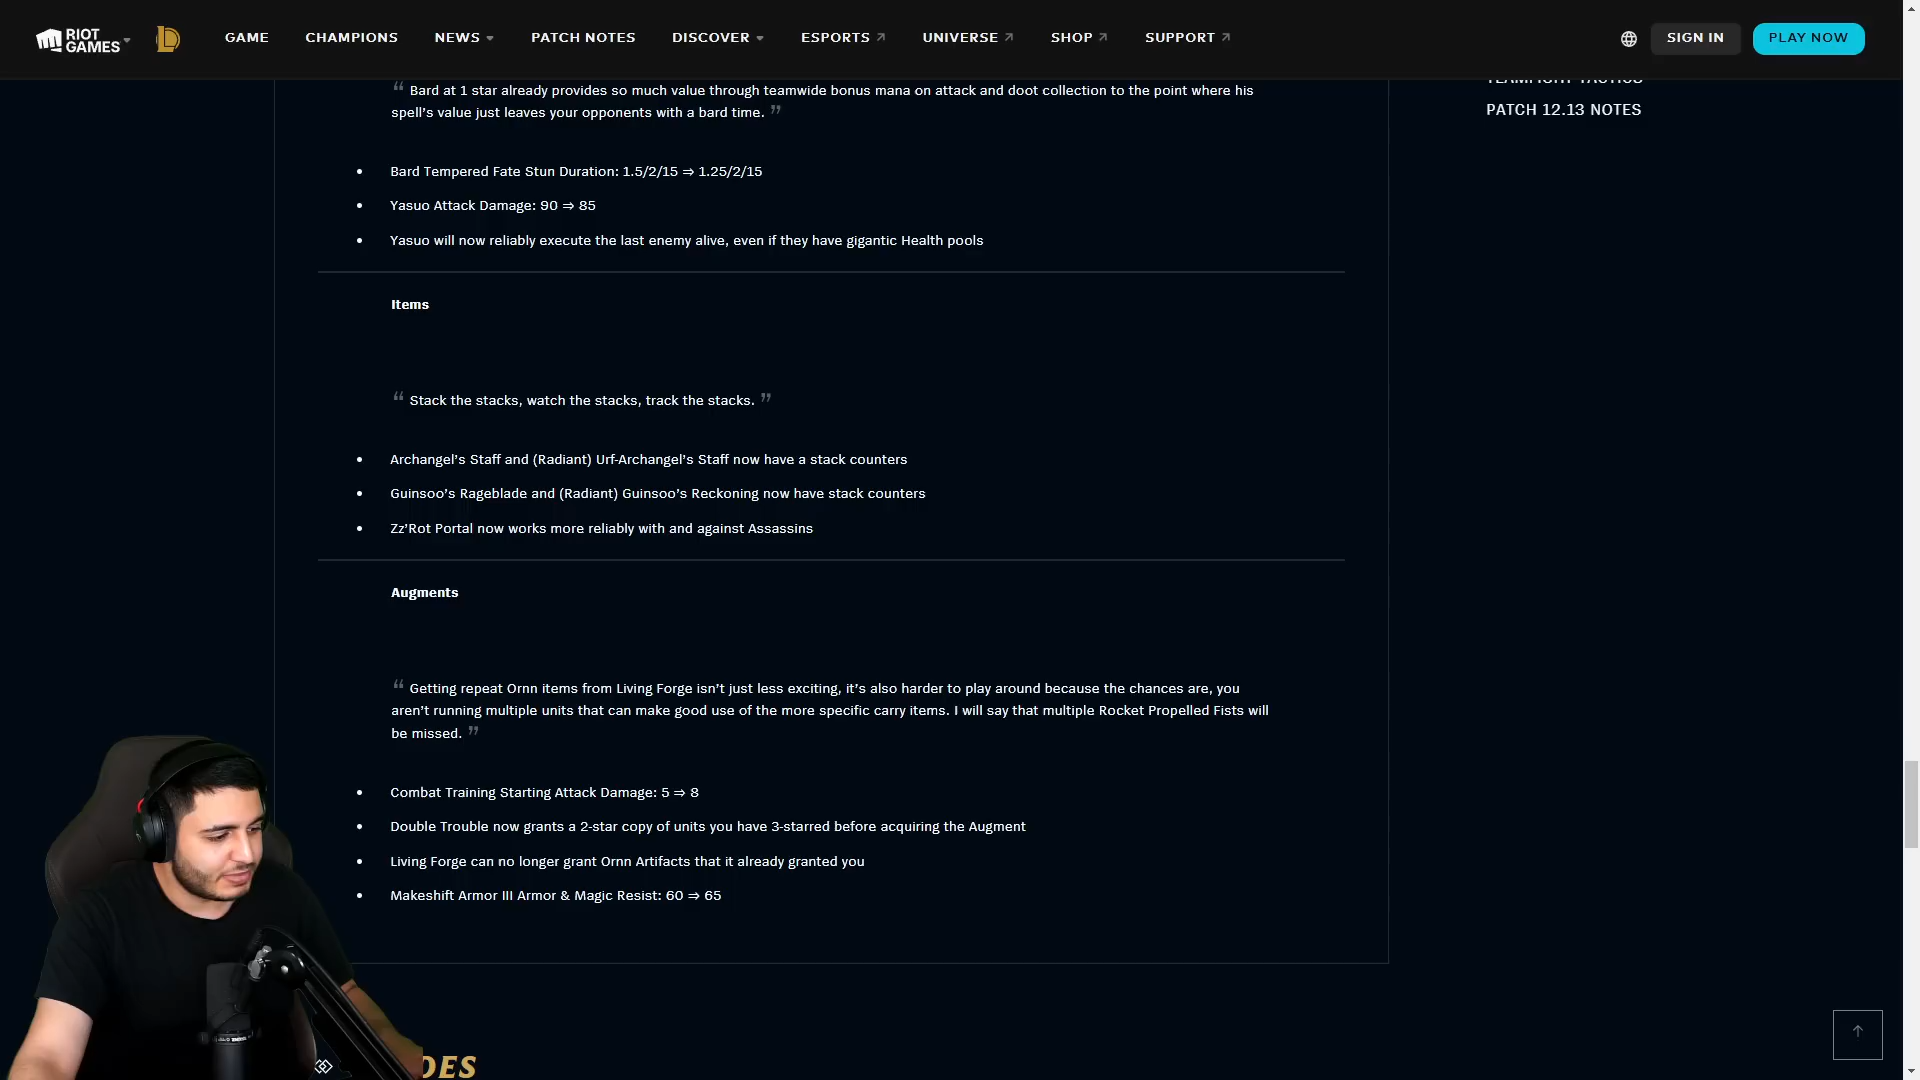 RIOT GAMES
GAME
CHAMPIONS
NEWS
PATCH NOTES
DISCOVER
ESPORTS
UNIVERSE
SHOP
SUPPORT
SIGN IN
PLAY NOW
TEAMFIGHT TACTICS
PATCH 12.13 NOTES
“ Bard at 1 star already provides so much value through teamwide bonus mana on attack and doot collection to the point where his
spell’s value just leaves your opponents with a bard time. ”
• Bard Tempered Fate Stun Duration: 1.5/2/15 ⇒ 1.25/2/15
• Yasuo Attack Damage: 90 ⇒ 85
• Yasuo will now reliably execute the last enemy alive, even if they have gigantic Health pools
Items
“ Stack the stacks, watch the stacks, track the stacks. ”
• Archangel’s Staff and (Radiant) Urf-Archangel’s Staff now have a stack counters
• Guinsoo’s Rageblade and (Radiant) Guinsoo’s Reckoning now have stack counters
• Zz’Rot Portal now works more reliably with and against Assassins
Augments
“ Getting repeat Ornn items from Living Forge isn’t just less exciting, it’s also harder to play around because the chances are, you
aren’t running multiple units that can make good use of the more specific carry items. I will say that multiple Rocket Propelled Fists will
be missed. ”
• Combat Training Starting Attack Damage: 5 ⇒ 8
• Double Trouble now grants a 2-star copy of units you have 3-starred before acquiring the Augment
• Living Forge can no longer grant Ornn Artifacts that it already granted you
• Makeshift Armor III Armor & Magic Resist: 60 ⇒ 65
DES